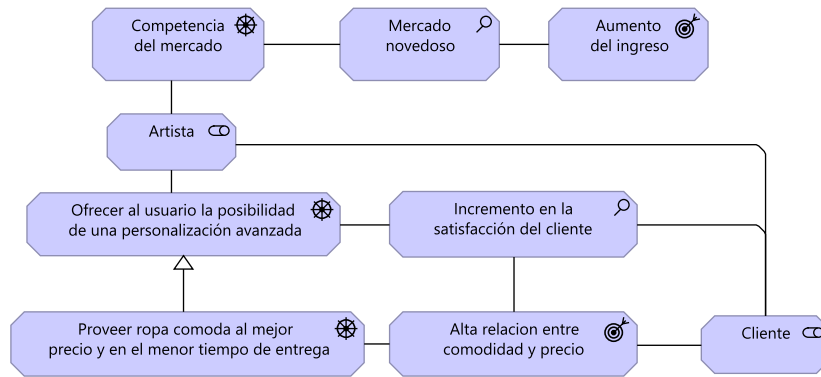 Competencia
del mercado
Mercado
novedoso
Aumento
del ingreso
Artista
Ofrecer al usuario la posibilidad
de una personalización avanzada
Incremento en la
satisfacción del cliente
Proveer ropa comoda al mejor
precio y en el menor tiempo de entrega
Alta relacion entre
comodidad y precio
Cliente